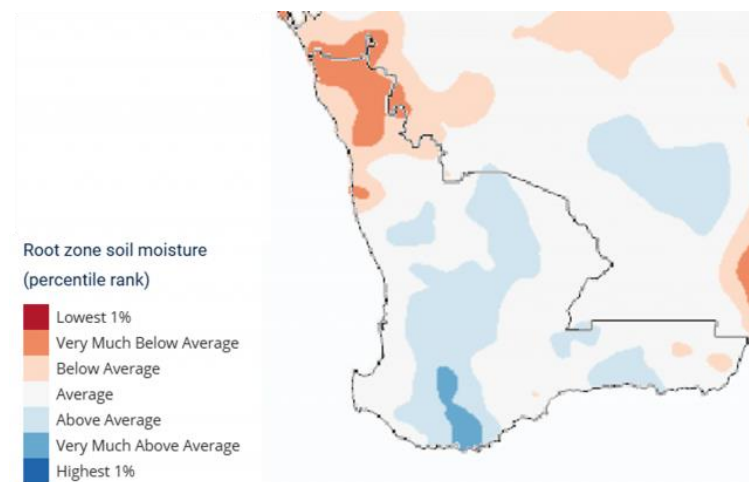 Root zone soil moisture
(percentile rank)
Lowest 1%
Very Much Below Average
Below Average
Average
Above Average
Very Much Above Average
Highest 1%